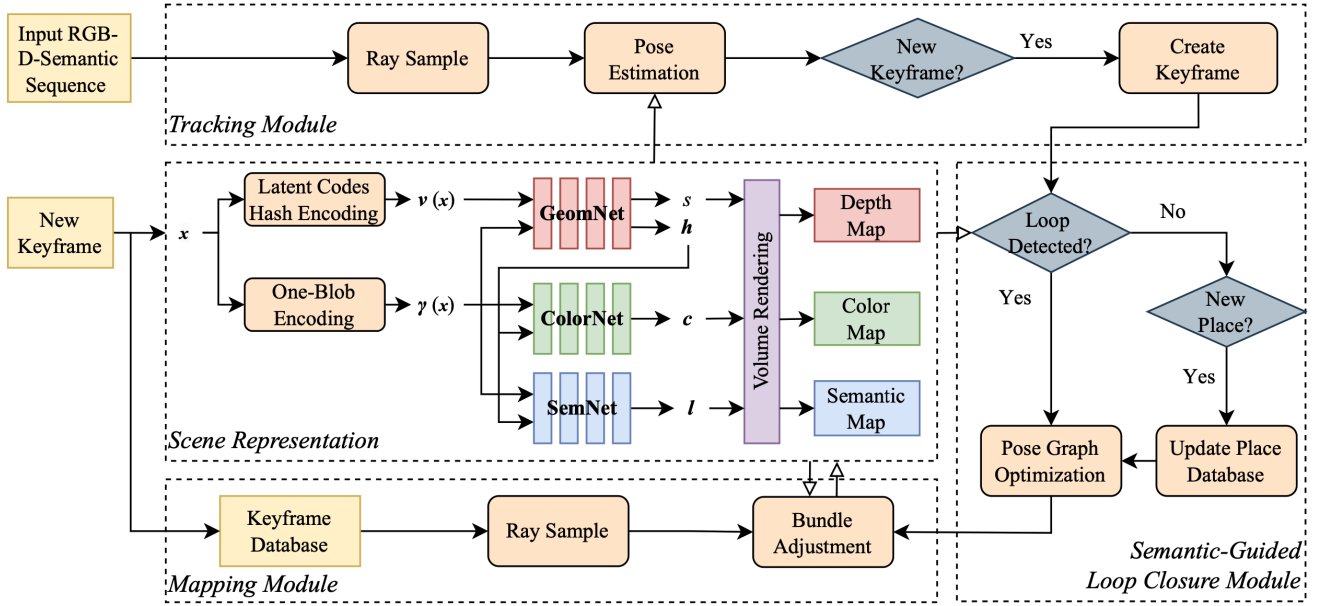 Input RGB-
D-Semantic
Sequence
Ray Sample
Pose
Estimation
New
Keyframe?
Yes
Create
Keyframe
Tracking Module
New
Keyframe
x
Latent Codes
Hash Encoding
ν (x)
One-Blob
Encoding
γ (x)
GeomNet
s
h
ColorNet
c
SemNet
l
Volume Rendering
Depth
Map
Color
Map
Semantic
Map
Scene Representation
Loop
Detected?
No
Yes
New
Place?
Yes
Pose Graph
Optimization
Update Place
Database
Semantic-Guided
Loop Closure Module
Keyframe
Database
Ray Sample
Bundle
Adjustment
Mapping Module